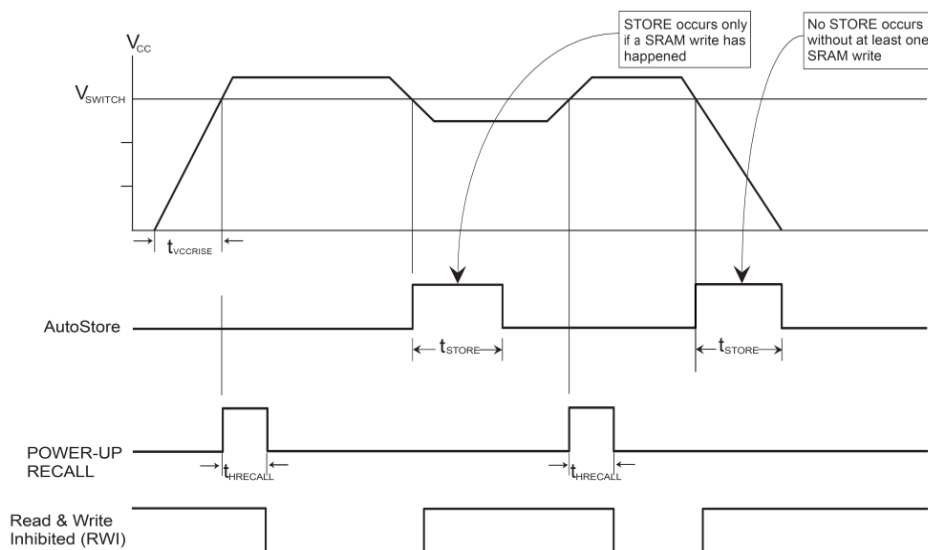 STORE occurs only
if a SRAM write has
happened
No STORE occurs
without at least one
SRAM write
VCC
VSWITCH
tVCCRISE
AutoStore
tSTORE
tSTORE
POWER-UP
RECALL
tHRECALL
tHRECALL
Read & Write
Inhibited (RWI)